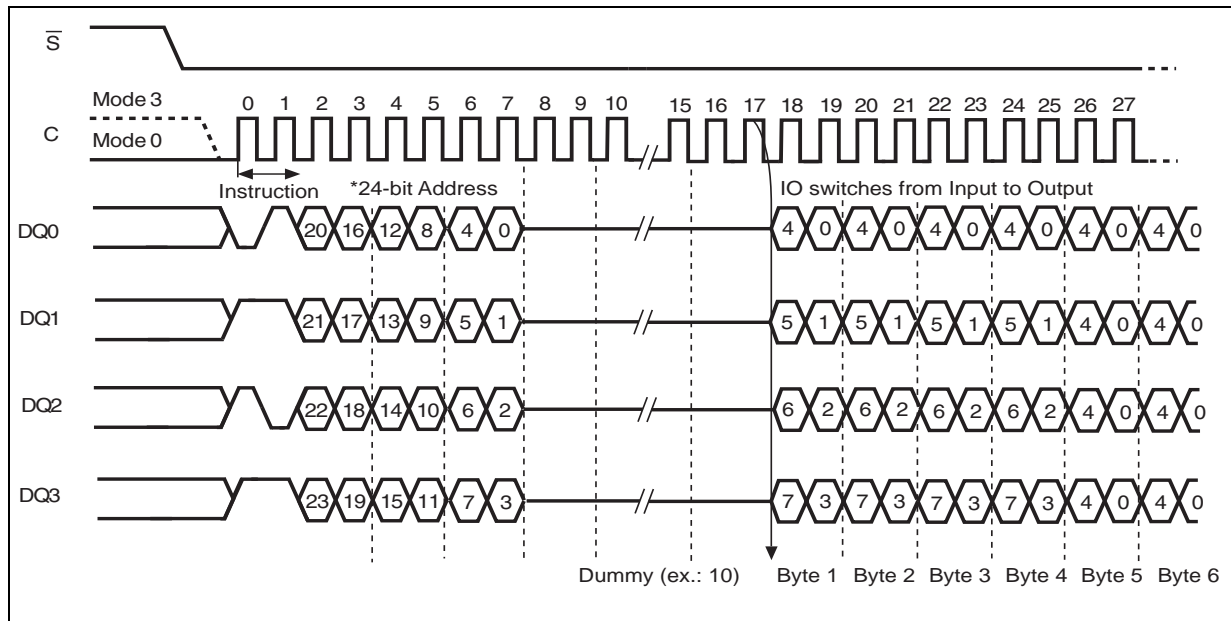 S
Mode 3
C
Mode 0
0 1 2 3 4 5 6 7 8 9 10 15 16 17 18 19 20 21 22 23 24 25 26 27
Instruction *24-bit Address IO switches from Input to Output
DQ0 20 16 12 8 4 0 4 0 4 0 4 0 4 0 4 0 4 0
DQ1 21 17 13 9 5 1 5 1 5 1 5 1 5 1 4 0 4 0
DQ2 22 18 14 10 6 2 6 2 6 2 6 2 6 2 4 0 4 0
DQ3 23 19 15 11 7 3 7 3 7 3 7 3 7 3 4 0 4 0
Dummy (ex.: 10) Byte 1 Byte 2 Byte 3 Byte 4 Byte 5 Byte 6